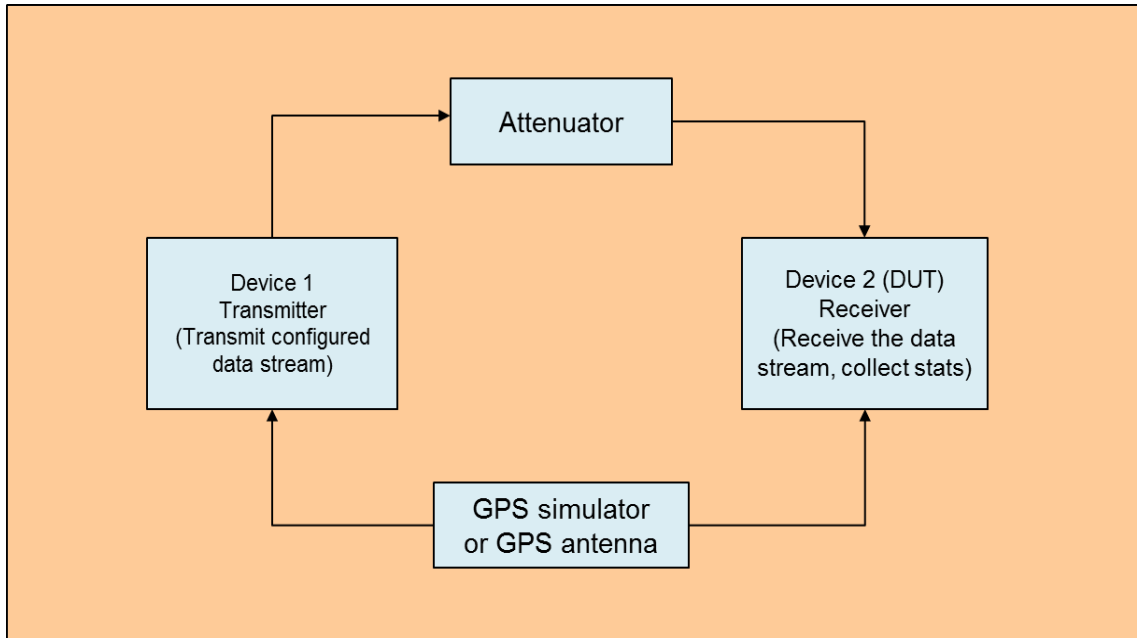 Attenuator
Device 1
Transmitter
(Transmit configured
data stream)
Device 2 (DUT)
Receiver
(Receive the data
stream, collect stats)
GPS simulator
or GPS antenna